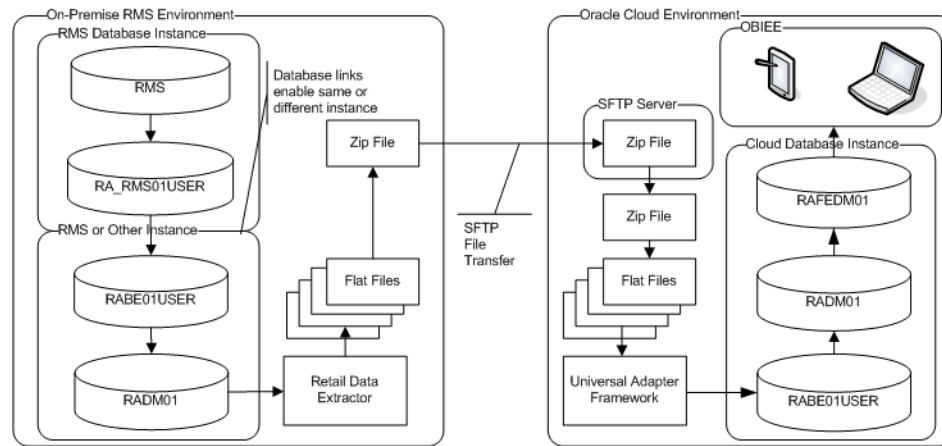 On-Premise RMS Environment
RMS Database Instance
RMS
RA_RMS01USER
RMS or Other Instance
RABE01USER
RADM01
Database links
enable same or
different instance
Zip File
Flat Files
Retail Data
Extractor
SFTP
File
Transfer
Oracle Cloud Environment
OBIEE
SFTP Server
Zip File
Zip File
Flat Files
Universal Adapter
Framework
Cloud Database Instance
RAFEDM01
RADM01
RABE01USER